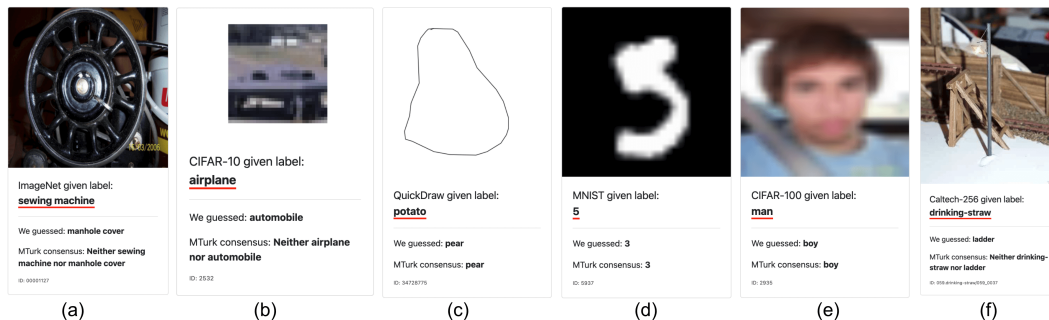 ImageNet given label:
sewing machine
We guessed: manhole cover
MTurk consensus: Neither sewing
machine nor manhole cover
ID: 00001127
(a)
CIFAR-10 given label:
airplane
We guessed: automobile
MTurk consensus: Neither airplane
nor automobile
ID: 2532
(b)
QuickDraw given label:
potato
We guessed: pear
MTurk consensus: pear
ID: 34728775
(c)
MNIST given label:
5
We guessed: 3
MTurk consensus: 3
ID: 5937
(d)
CIFAR-100 given label:
man
We guessed: boy
MTurk consensus: boy
ID: 2935
(e)
Caltech-256 given label:
drinking-straw
We guessed: ladder
MTurk consensus: Neither drinking-
straw nor ladder
(f)